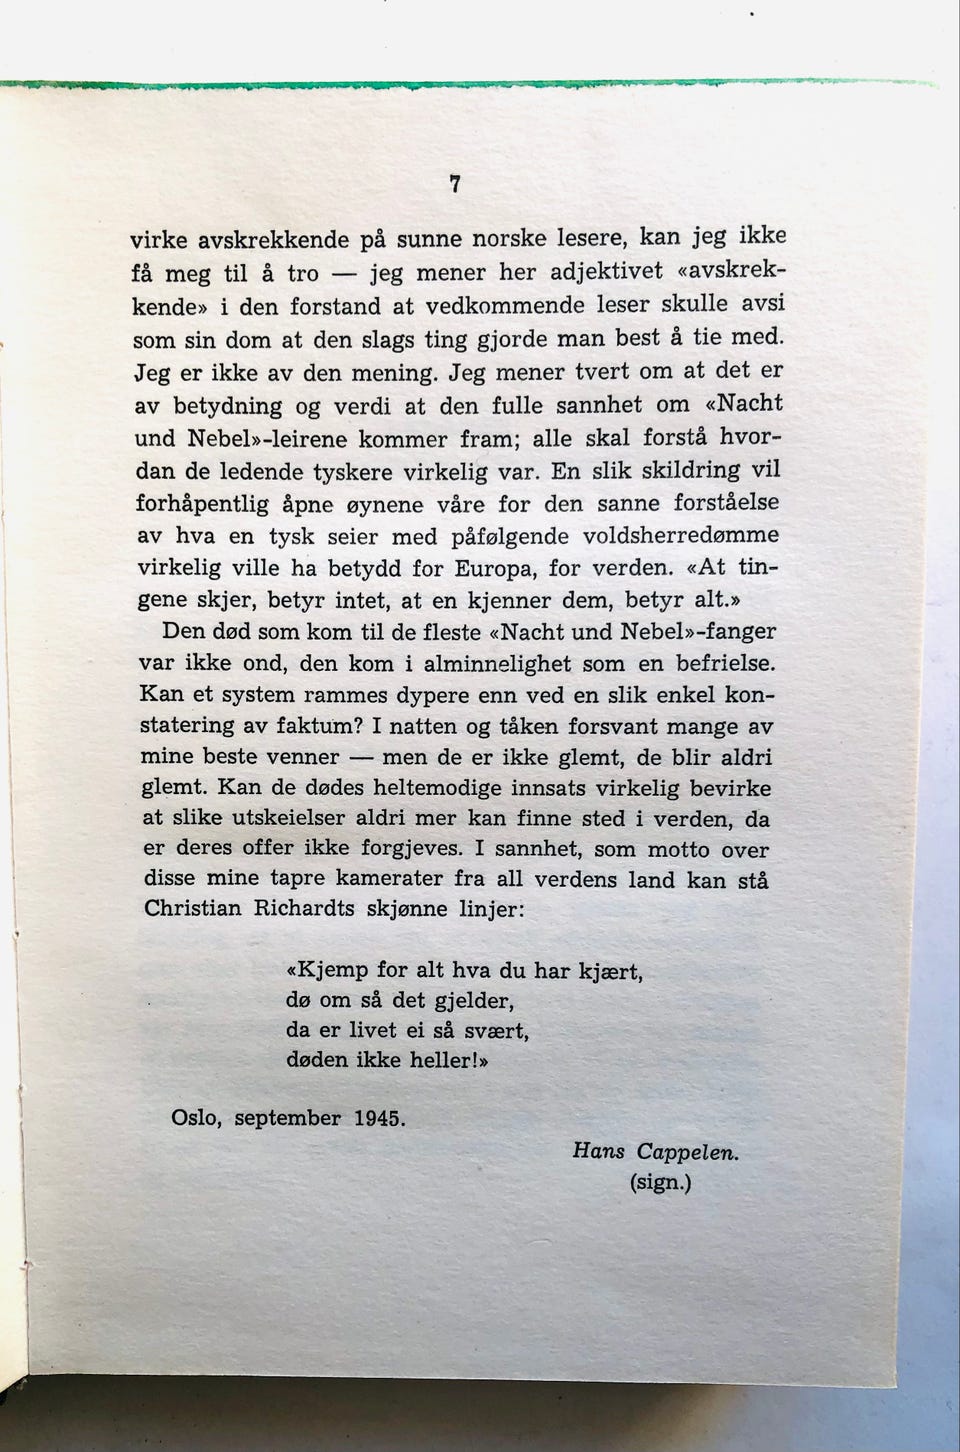 7
virke avskrekkende på sunne norske lesere, kan jeg ikke
få meg til å tro — jeg mener her adjektivet «avskrek-
kende» i den forstand at vedkommende leser skulle avsi
som sin dom at den slags ting gjorde man best å tie med.
Jeg er ikke av den mening. Jeg mener tvert om at det er
av betydning og verdi at den fulle sannhet om «Nacht
und Nebel»-leirene kommer fram; alle skal forstå hvor-
dan de ledende tyskere virkelig var. En slik skildring vil
forhåpentlig åpne øynene våre for den sanne forståelse
av hva en tysk seier med påfølgende voldsherredømme
virkelig ville ha betydd for Europa, for verden. «At tin-
gene skjer, betyr intet, at en kjenner dem, betyr alt.»
Den død som kom til de fleste «Nacht und Nebel»-fanger
var ikke ond, den kom i alminnelighet som en befrielse.
Kan et system rammes dypere enn ved en slik enkel kon-
statering av faktum? I natten og tåken forsvant mange av
mine beste venner — men de er ikke glemt, de blir aldri
glemt. Kan de dødes heltemodige innsats virkelig bevirke
at slike utskeielser aldri mer kan finne sted i verden, da
er deres offer ikke forgjeves. I sannhet, som motto over
disse mine tapre kamerater fra all verdens land kan stå
Christian Richardts skjønne linjer:
«Kjemp for alt hva du har kjært,
dø om så det gjelder,
da er livet ei så svært,
døden ikke heller!»
Oslo, september 1945.
Hans Cappelen.
(sign.)